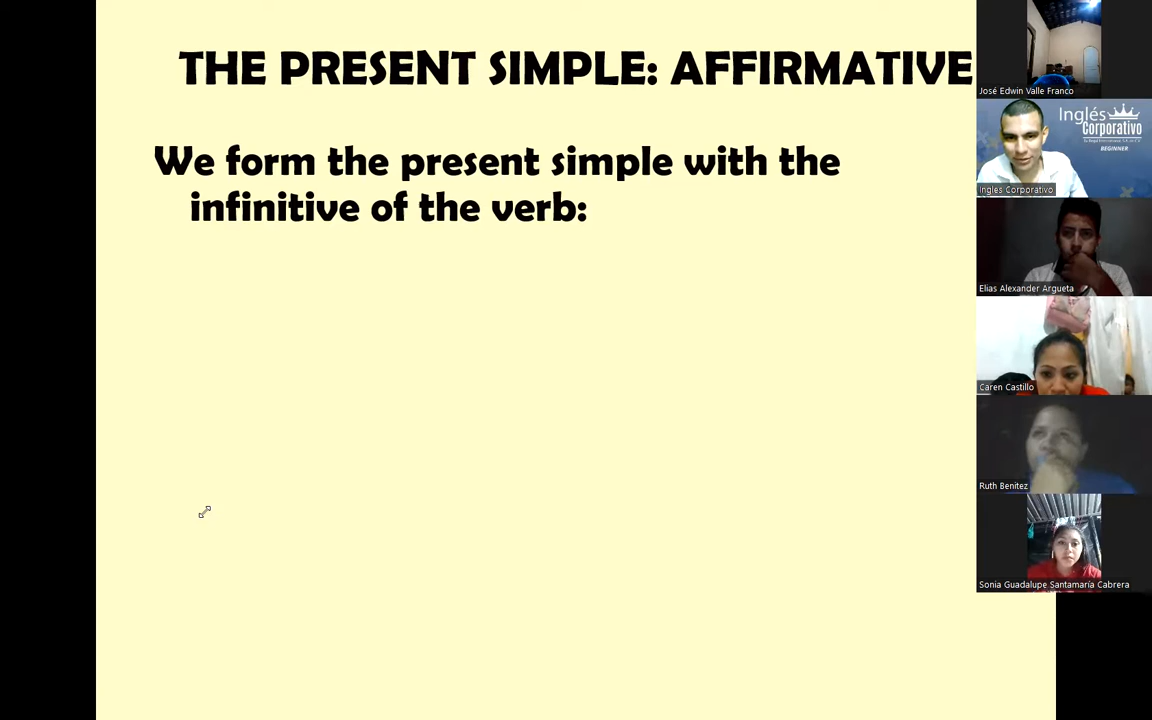 THE PRESENT SIMPLE: AFFIRMATIVE
We form the present simple with the
infinitive of the verb:
José Edwin Valle Franco
Inglés
Corporativo
BEGINNER
Ingles Corporativo
Elias Alexander Argueta
Caren Castillo
Ruth Benitez
Sonia Guadalupe Santamaría Cabrera